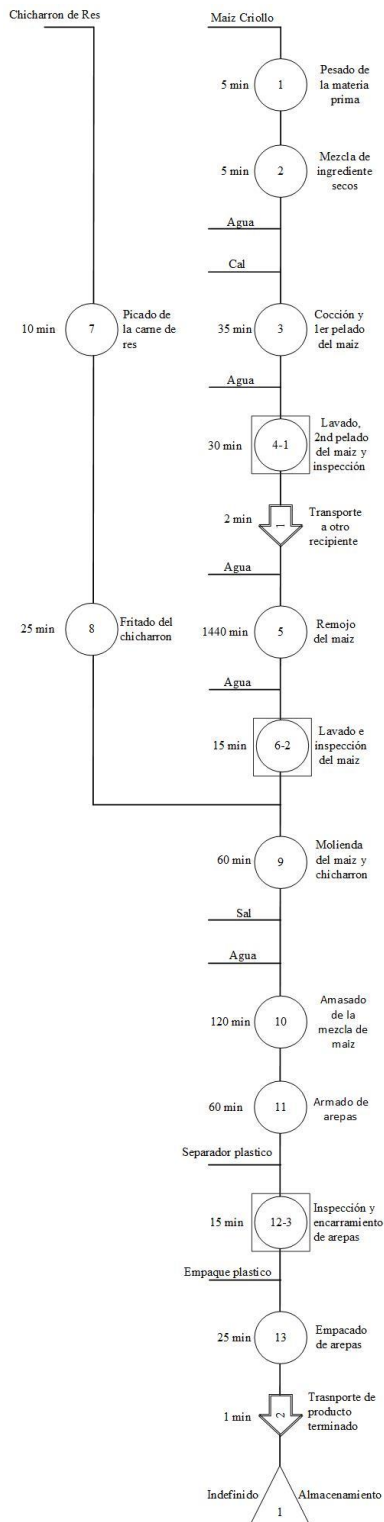 Chicharron de Res
Maiz Criollo
5 min
1
Pesado de
la materia
prima
5 min
2
Mezcla de
ingrediente
secos
Agua
Cal
10 min
7
Picado de
la carne de
res
35 min
3
Cocción y
1er pelado
del maiz
Agua
30 min
4-1
Lavado,
2nd pelado
del maiz y
inspección
2 min
1
Transporte
a otro
recipiente
Agua
25 min
8
Fritado del
chicharron
1440 min
5
Remojo
del maiz
Agua
15 min
6-2
Lavado e
inspección
del maiz
60 min
9
Molienda
del maiz y
chicharron
Sal
Agua
120 min
10
Amasado
de la
mezcla de
maiz
60 min
11
Armado de
arepas
Separador plastico
15 min
12-3
Inspección y
encarramiento
de arepas
Empaque plastico
25 min
13
Empacado
de arepas
1 min
2
Trasnporte de
producto
terminado
Indefinido
1
Almacenamiento